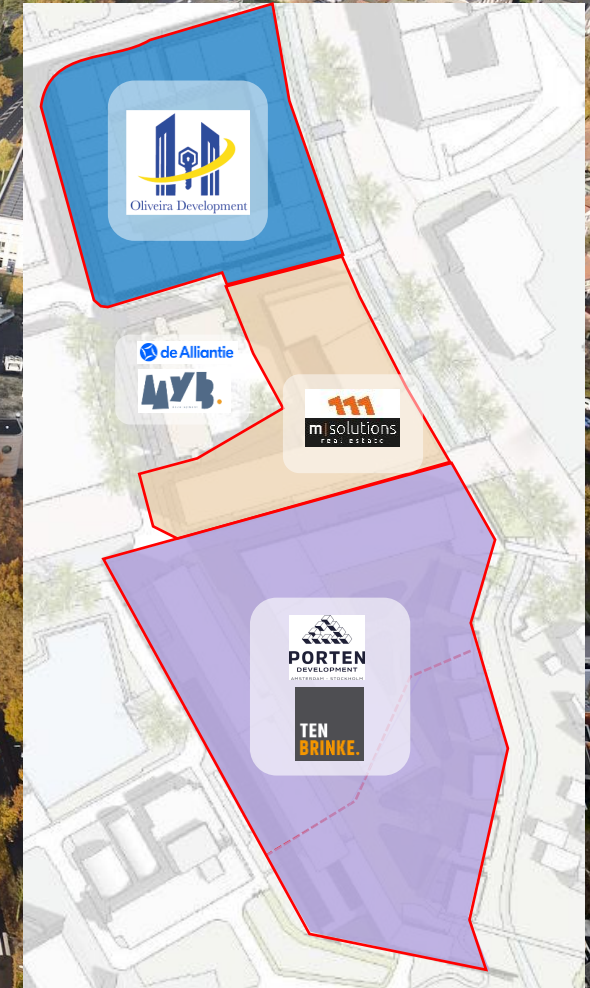 Oliveira Development
de Alliantie
MYB.
m|solutions
real estate
PORTEN
DEVELOPMENT
AMSTERDAM - STOCKHOLM
TEN
BRINKE.